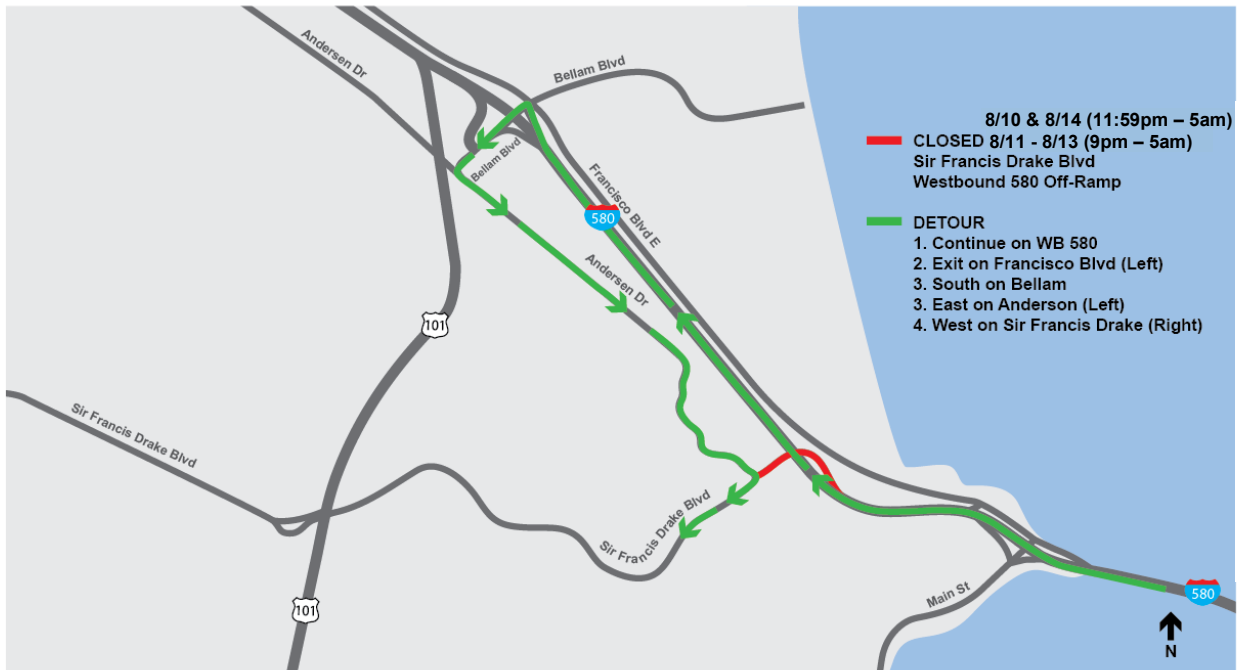 Andersen Dr
Bellam Blvd
8/10 & 8/14 (11:59pm – 5am)
CLOSED 8/11 - 8/13 (9pm – 5am)
Sir Francis Drake Blvd
Westbound 580 Off-Ramp
Bellam Blvd
Francisco Blvd E
580
DETOUR
1. Continue on WB 580
2. Exit on Francisco Blvd (Left)
3. South on Bellam
3. East on Anderson (Left)
4. West on Sir Francis Drake (Right)
Andersen Dr
101
Sir Francis Drake Blvd
Sir Francis Drake Blvd
Main St
580
101
N